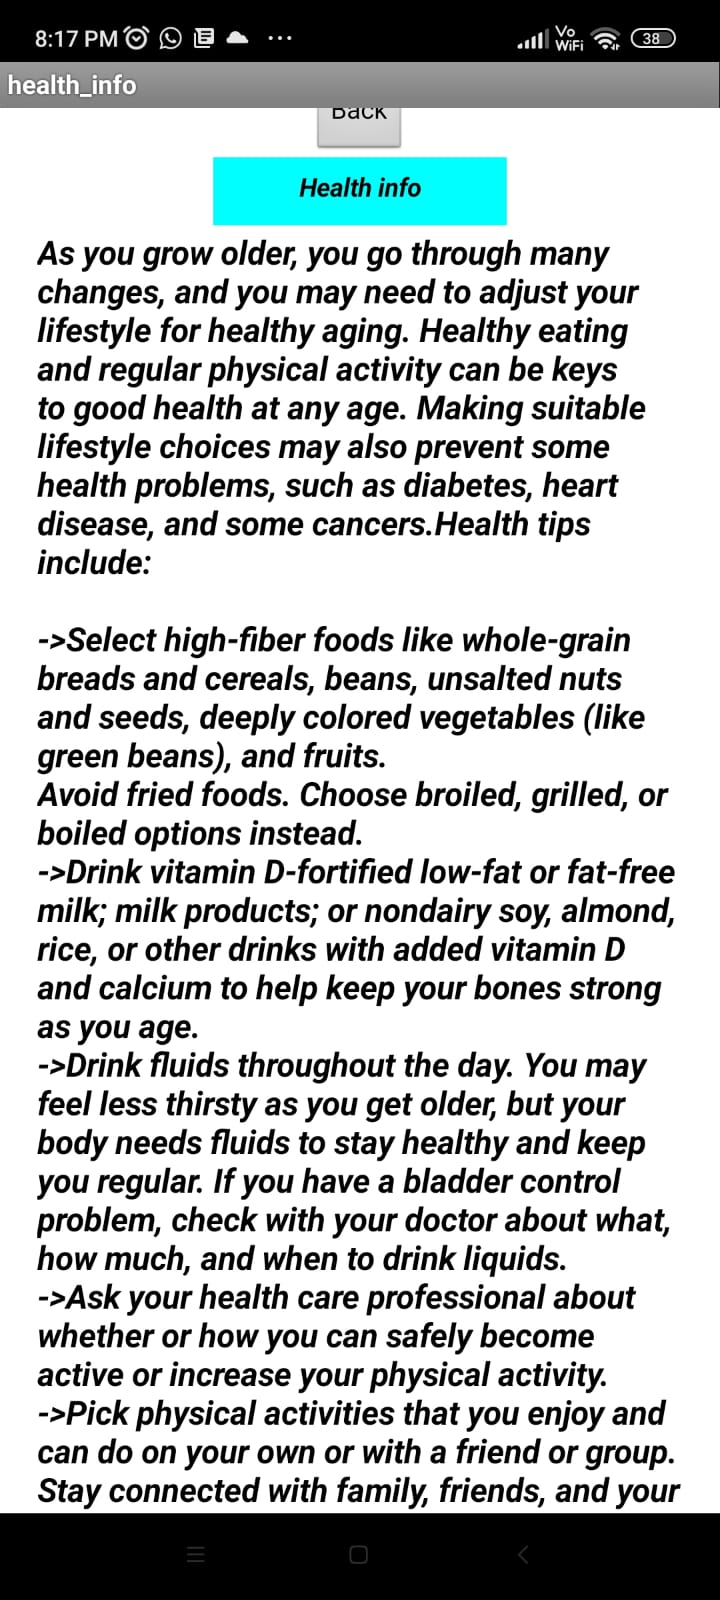 8:17 PM
Vo
WiFi
38
health_info
Back
Health info
As you grow older, you go through many
changes, and you may need to adjust your
lifestyle for healthy aging. Healthy eating
and regular physical activity can be keys
to good health at any age. Making suitable
lifestyle choices may also prevent some
health problems, such as diabetes, heart
disease, and some cancers.Health tips
include:
->Select high-fiber foods like whole-grain
breads and cereals, beans, unsalted nuts
and seeds, deeply colored vegetables (like
green beans), and fruits.
Avoid fried foods. Choose broiled, grilled, or
boiled options instead.
->Drink vitamin D-fortified low-fat or fat-free
milk; milk products; or nondairy soy, almond,
rice, or other drinks with added vitamin D
and calcium to help keep your bones strong
as you age.
->Drink fluids throughout the day. You may
feel less thirsty as you get older, but your
body needs fluids to stay healthy and keep
you regular. If you have a bladder control
problem, check with your doctor about what,
how much, and when to drink liquids.
->Ask your health care professional about
whether or how you can safely become
active or increase your physical activity.
->Pick physical activities that you enjoy and
can do on your own or with a friend or group.
Stay connected with family, friends, and your